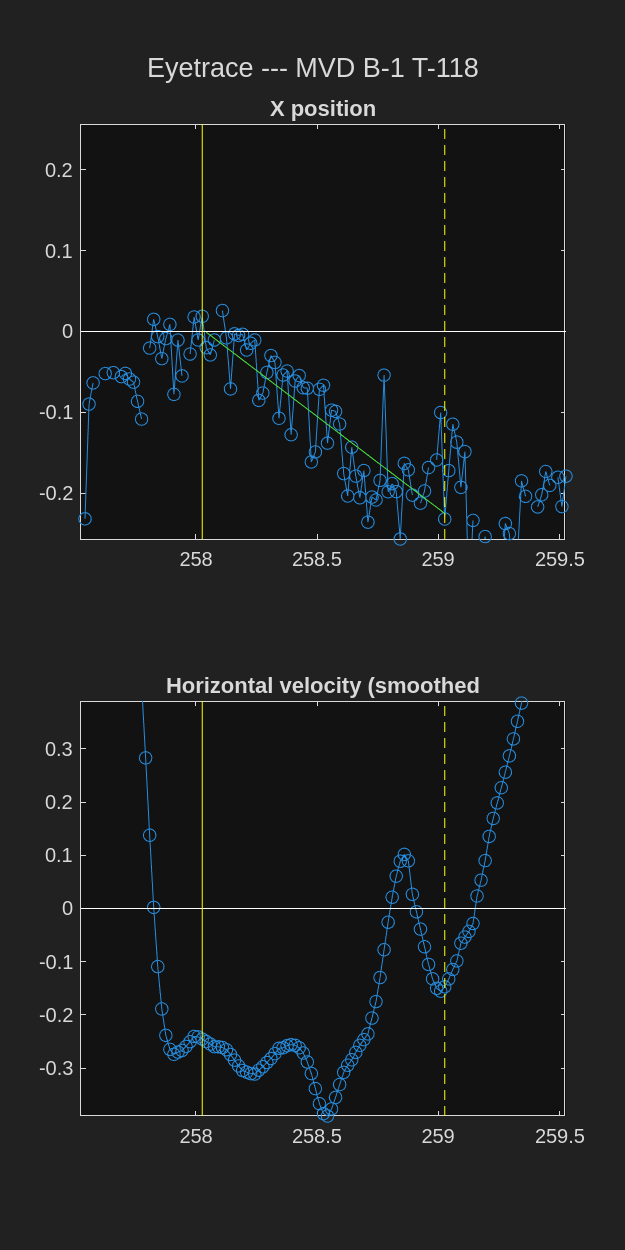 Eyetrace --- MVD B-1 T-118
X position
0.2
0.1
0
-0.1
-0.2
258 258.5 259 259.5
Horizontal velocity (smoothed
0.3
0.2
0.1
0
-0.1
-0.2
-0.3
258 258.5 259 259.5